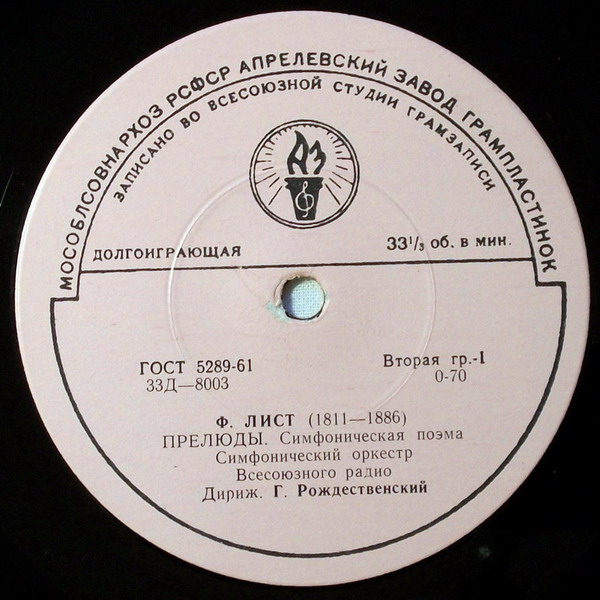 МОСОБЛСОВНАРХОЗ РСФСР АПРЕЛЕВСКИЙ ЗАВОД ГРАМПЛАСТИНОК
ЗАПИСАНО ВО ВСЕСОЮЗНОЙ СТУДИИ ГРАМЗАПИСИ
АЗ
ДОЛГОИГРАЮЩАЯ 33 1/3 об. в мин.
ГОСТ 5289-61 Вторая гр.-I
33Д—8003 0-70
Ф. ЛИСТ (1811—1886)
ПРЕЛЮДЫ. Симфоническая поэма
Симфонический оркестр
Всесоюзного радио
Дириж. Г. Рождественский